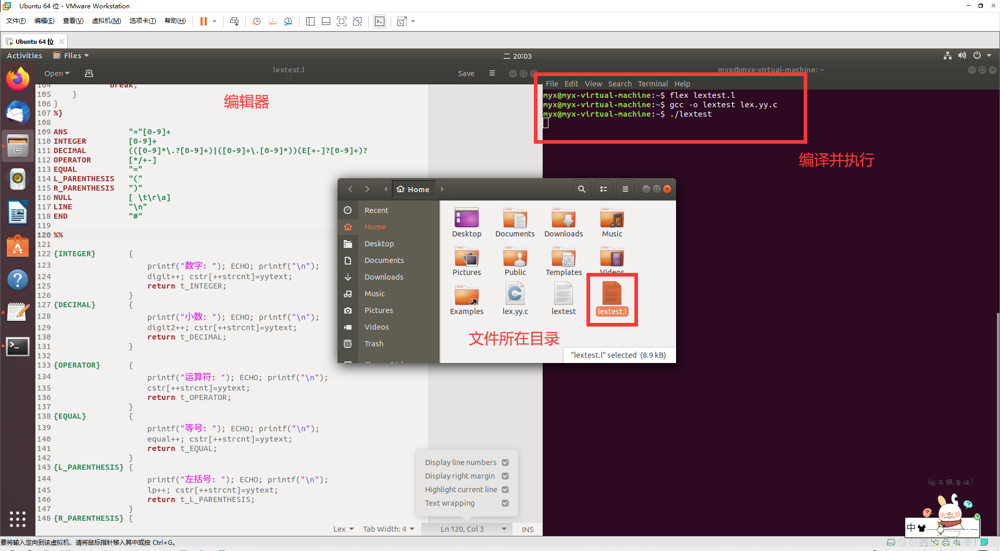 Ubuntu 64 位 - VMware Workstation
文件(F) 编辑(E) 查看(V) 虚拟机(M) 选项卡(T) 帮助(H)
Ubuntu 64 位
Activities Files 二 20:03
Open lextest.l ~/ Save
104 break;
105 }
106 }
107 %}
108
109 ANS "="[0-9]+
110 INTEGER [0-9]+
111 DECIMAL (([0-9]*\.?[0-9]+)|([0-9]+\.[0-9]*))(E[+-]?[0-9]+)?
112 OPERATOR [*/+-]
113 EQUAL "="
114 L_PARENTHESIS "("
115 R_PARENTHESIS ")"
116 NULL [ \t\r\a]
117 LINE "\n"
118 END "#"
119
120 %%
121
122 {INTEGER} {
123 printf("数字: "); ECHO; printf("\n");
124 digit++; cstr[++strcnt]=yytext;
125 return t_INTEGER;
126 }
127 {DECIMAL} {
128 printf("小数: "); ECHO; printf("\n");
129 digit2++; cstr[++strcnt]=yytext;
130 return t_DECIMAL;
131 }
132
133 {OPERATOR} {
134 printf("运算符: "); ECHO; printf("\n");
135 cstr[++strcnt]=yytext;
136 return t_OPERATOR;
137 }
138 {EQUAL} {
139 printf("等号: "); ECHO; printf("\n");
140 equal++; cstr[++strcnt]=yytext;
141 return t_EQUAL;
142 }
143 {L_PARENTHESIS} {
144 printf("左括号: "); ECHO; printf("\n");
145 lp++; cstr[++strcnt]=yytext;
146 return t_L_PARENTHESIS;
147 }
148 {R_PARENTHESIS} {
编辑器
Display line numbers
Display right margin
Highlight current line
Text wrapping
Lex Tab Width: 4 Ln 120, Col 3 INS
myx@myx-virtual-machine: ~
File Edit View Search Terminal Help
myx@myx-virtual-machine:~$ flex lextest.l
myx@myx-virtual-machine:~$ gcc -o lextest lex.yy.c
myx@myx-virtual-machine:~$ ./lextest
编译并执行
Home
Recent
Home
Desktop
Documents
Downloads
Music
Pictures
Videos
Trash
Desktop Documents Downloads Music
Pictures Public Templates Videos
Examples lex.yy.c lextest lextest.l
文件所在目录
“lextest.l” selected (8.9 kB)
中
要将输入定向到该虚拟机，请将鼠标指针移入其中或按 Ctrl+G。